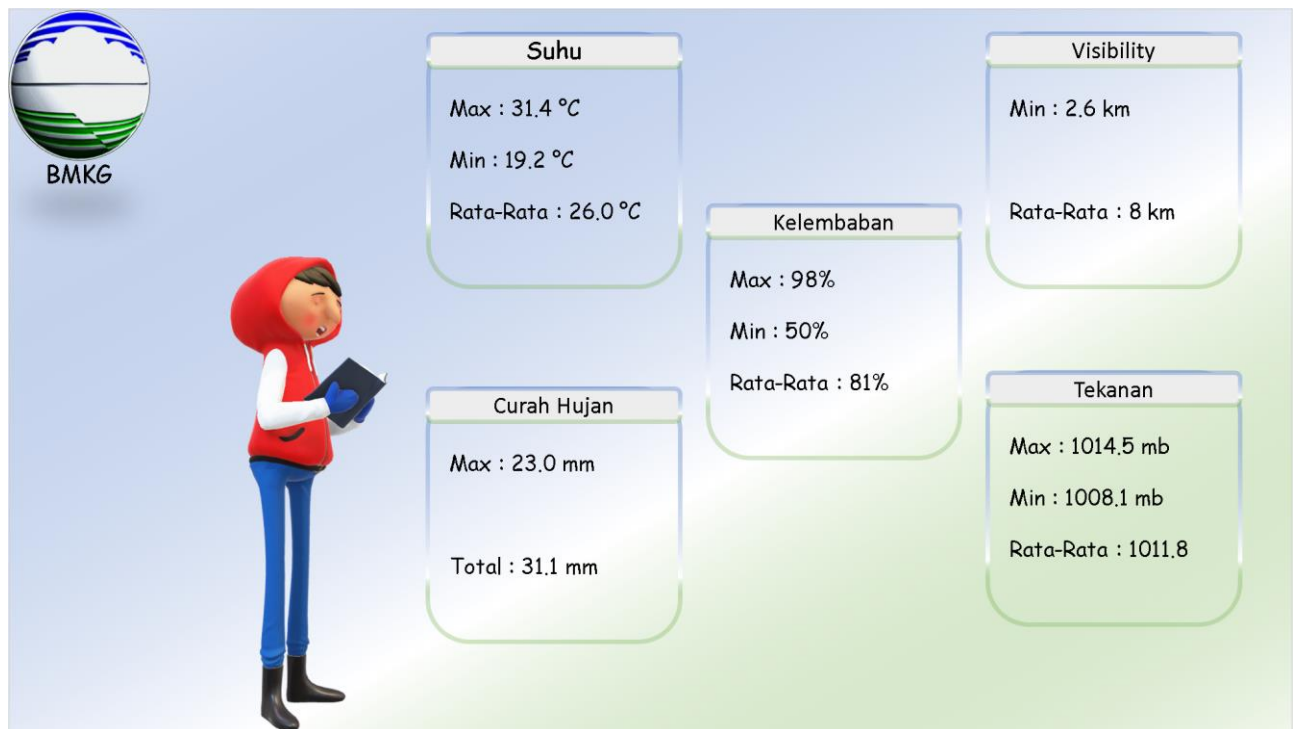 BMKG
Suhu
Max : 31.4 °C
Min : 19.2 °C
Rata-Rata : 26.0 °C
Curah Hujan
Max : 23.0 mm
Total : 31.1 mm
Kelembaban
Max : 98%
Min : 50%
Rata-Rata : 81%
Visibility
Min : 2.6 km
Rata-Rata : 8 km
Tekanan
Max : 1014.5 mb
Min : 1008.1 mb
Rata-Rata : 1011.8